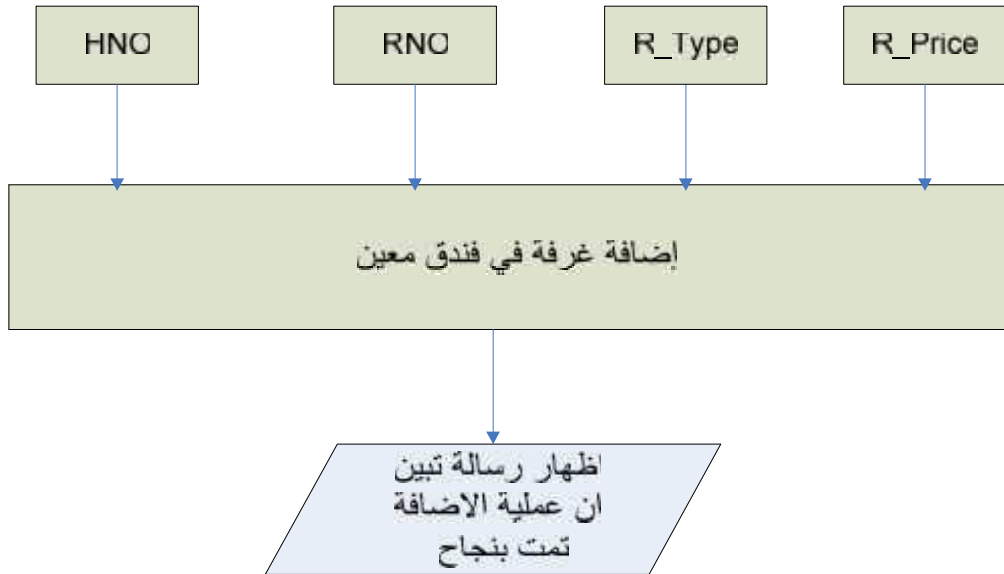 HNO
RNO
R_Type
R_Price
إضافة غرفة في فندق معين
اظهار رسالة تبين
ان عملية الاضافة
تمت بنجاح